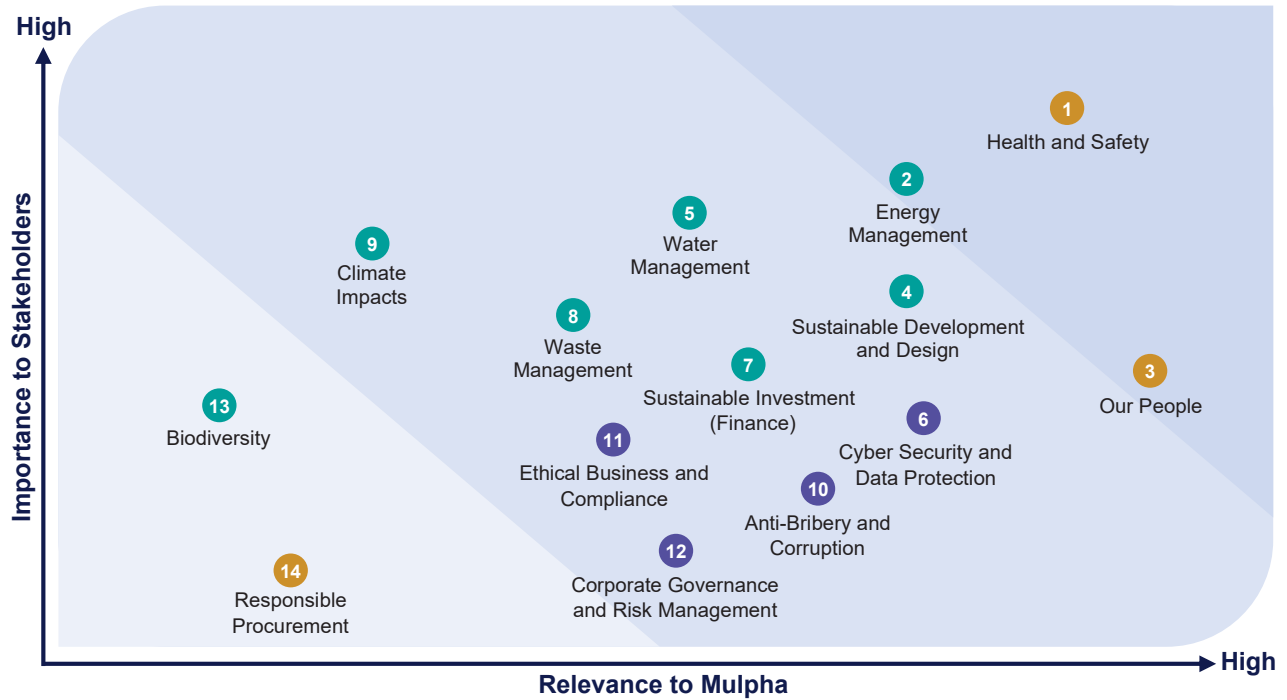 High
Importance to Stakeholders
1
Health and Safety
2
Energy
Management
5
Water
Management
9
Climate
Impacts
4
Sustainable Development
and Design
8
Waste
Management
7
Sustainable Investment
(Finance)
3
Our People
13
Biodiversity
6
Cyber Security and
Data Protection
11
Ethical Business and
Compliance
10
Anti-Bribery and
Corruption
12
Corporate Governance
and Risk Management
14
Responsible
Procurement
High
Relevance to Mulpha